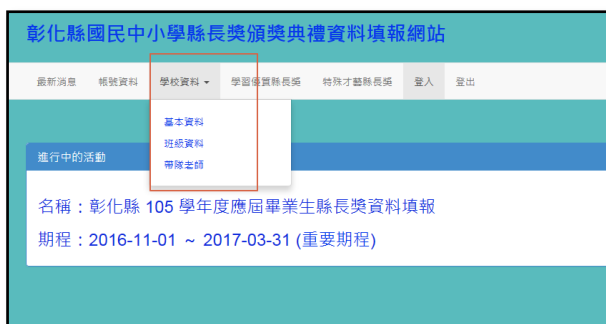 彰化縣國民中小學縣長獎頒獎典禮資料填報網站
最新消息 帳號資料 學校資料 學習優質縣長獎 特殊才藝縣長獎 登入 登出
基本資料
班級資料
帶隊老師
進行中的活動
名稱：彰化縣 105 學年度應屆畢業生縣長獎資料填報
期程：2016-11-01 ~ 2017-03-31 (重要期程)